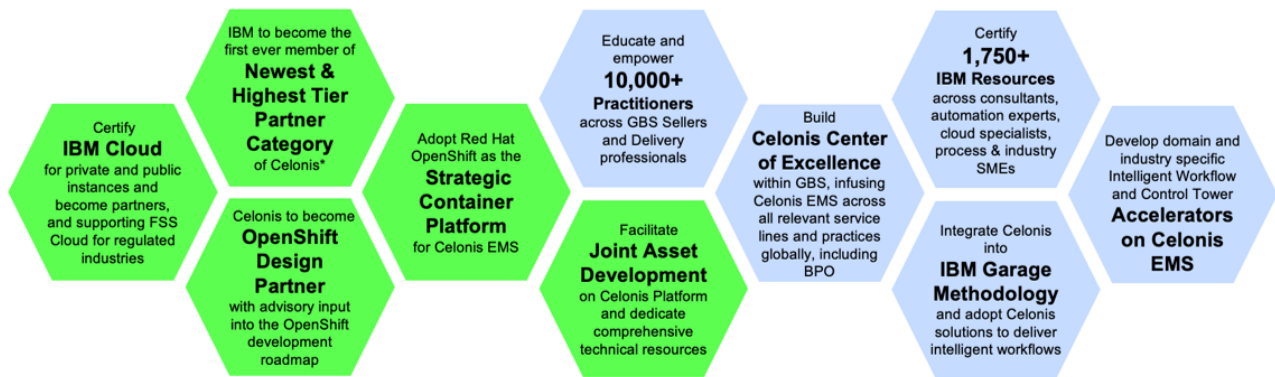 Certify
IBM Cloud
for private and public
instances and
become partners,
and supporting FSS
Cloud for regulated
industries
IBM to become the
first ever member of
Newest &
Highest Tier
Partner
Category
of Celonis*
Celonis to become
OpenShift
Design
Partner
with advisory input
into the OpenShift
development
roadmap
Adopt Red Hat
OpenShift as the
Strategic
Container
Platform
for Celonis EMS
Educate and
empower
10,000+
Practitioners
across GBS Sellers
and Delivery
professionals
Facilitate
Joint Asset
Development
on Celonis Platform
and dedicate
comprehensive
technical resources
Build
Celonis Center
of Excellence
within GBS, infusing
Celonis EMS across
all relevant service
lines and practices
globally, including
BPO
Certify
1,750+
IBM Resources
across consultants,
automation experts,
cloud specialists,
process & industry
SMEs
Integrate Celonis
into
IBM Garage
Methodology
and adopt Celonis
solutions to deliver
intelligent workflows
Develop domain and
industry specific
Intelligent Workflow
and Control Tower
Accelerators
on Celonis
EMS